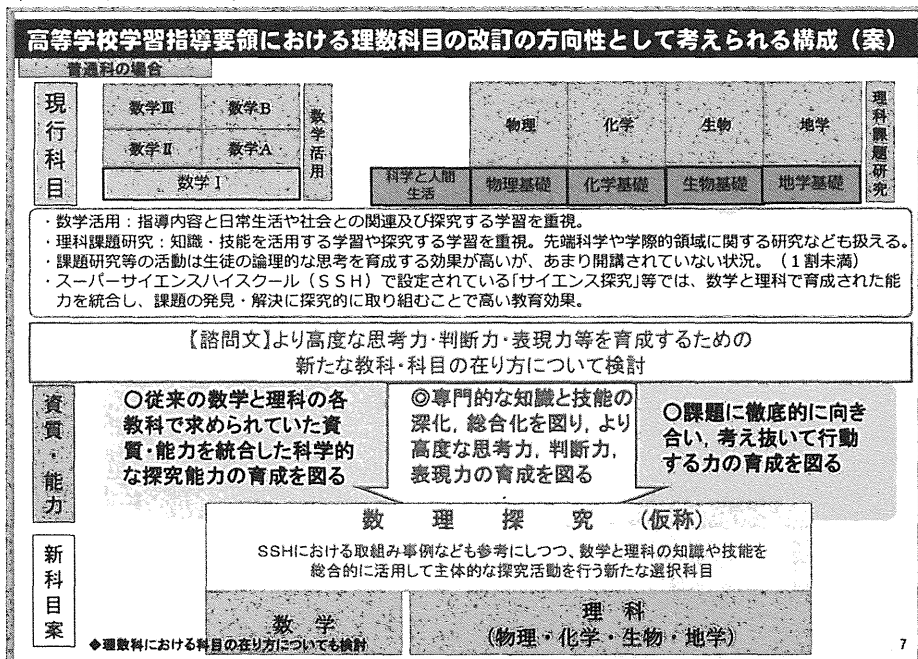 高等学校学習指導要領における理数科目の改訂の方向性として考えられる構成（案）
普通科の場合
現行科目
数学Ⅲ 数学B
数学Ⅱ 数学A
数学Ⅰ
数学活用
科学と人間生活
物理 化学 生物 地学
物理基礎 化学基礎 生物基礎 地学基礎
理科課題研究
・数学活用：指導内容と日常生活や社会との関連及び探究する学習を重視。
・理科課題研究：知識・技能を活用する学習や探究する学習を重視。先端科学や学際的領域に関する研究なども扱える。
・課題研究等の活動は生徒の論理的な思考を育成する効果が高いが、あまり開講されていない状況。（１割未満）
・スーパーサイエンスハイスクール（ＳＳＨ）で設定されている「サイエンス探究」等では、数学と理科で育成された能
力を統合し、課題の発見・解決に探究的に取り組むことで高い教育効果。
【諮問文】より高度な思考力・判断力・表現力等を育成するための
新たな教科・科目の在り方について検討
資質・能力
○従来の数学と理科の各
教科で求められていた資
質・能力を統合した科学的
な探究能力の育成を図る
◎専門的な知識と技能の
深化，総合化を図り，より
高度な思考力，判断力，
表現力の育成を図る
○課題に徹底的に向き
合い，考え抜いて行動
する力の育成を図る
新科目案
数理探究（仮称）
SSHにおける取組み事例なども参考にしつつ、数学と理科の知識や技能を
総合的に活用して主体的な探究活動を行う新たな選択科目
数学
理科
（物理・化学・生物・地学）
◆理数科における科目の在り方についても検討
7